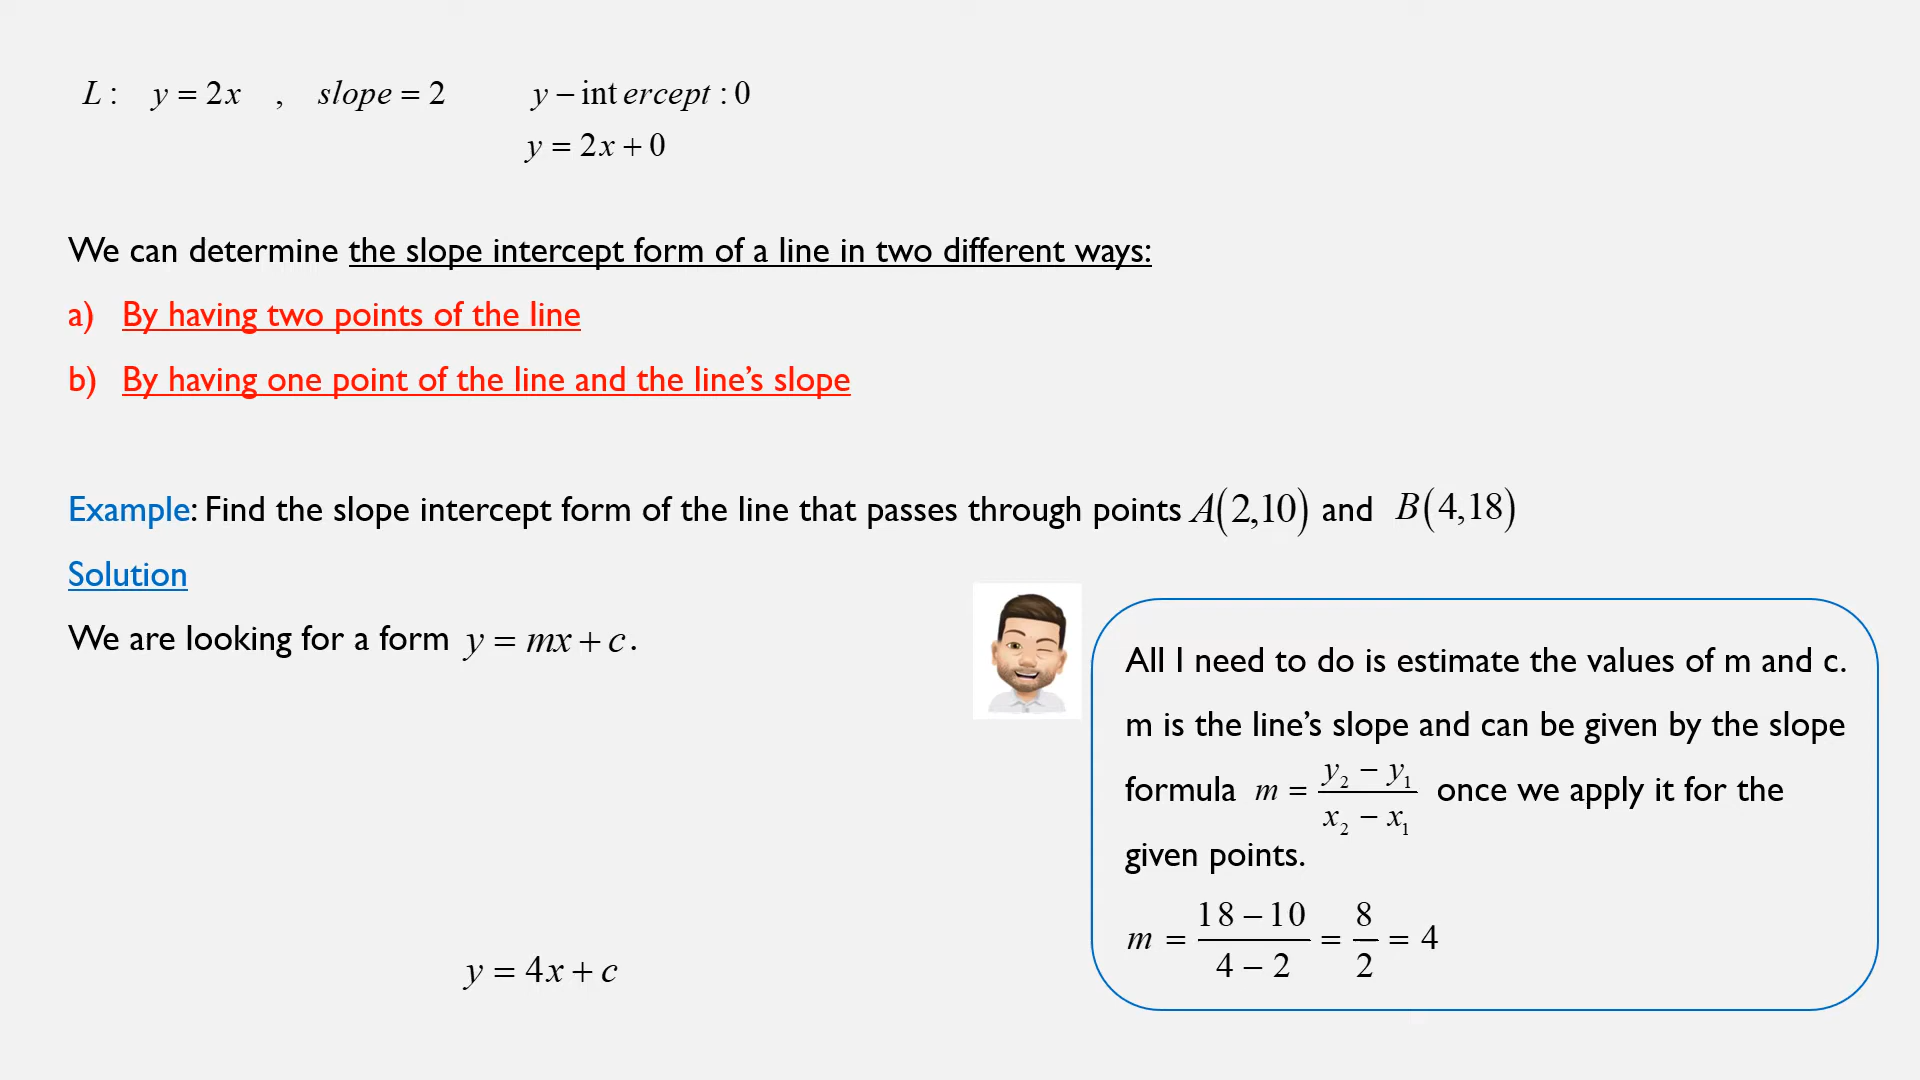 L : y = 2x , slope = 2 y − intercept : 0
y = 2x + 0
We can determine the slope intercept form of a line in two different ways:
a) By having two points of the line
b) By having one point of the line and the line’s slope
Example: Find the slope intercept form of the line that passes through points A(2,10) and B(4,18)
Solution
We are looking for a form y = mx + c.
All I need to do is estimate the values of m and c.
m is the line’s slope and can be given by the slope
formula m = (y₂ − y₁)/(x₂ − x₁) once we apply it for the
given points.
m = (18 − 10)/(4 − 2) = 8/2 = 4
y = 4x + c